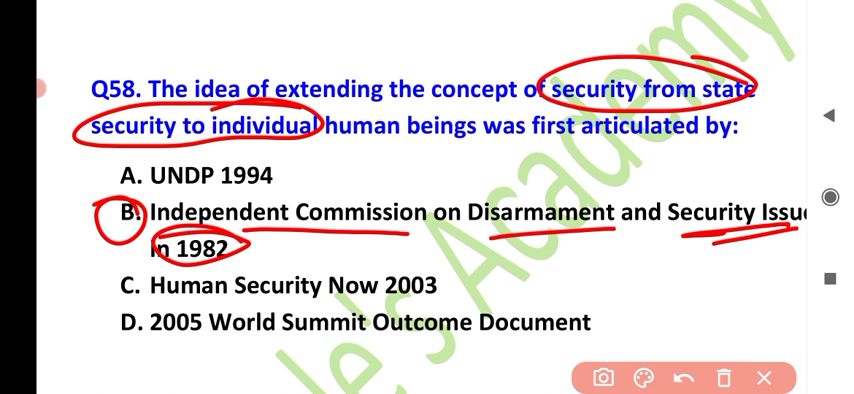 Q58. The idea of extending the concept of security from state
security to individual human beings was first articulated by:
A. UNDP 1994
B. Independent Commission on Disarmament and Security Issu
in 1982
C. Human Security Now 2003
D. 2005 World Summit Outcome Document
le's Academy